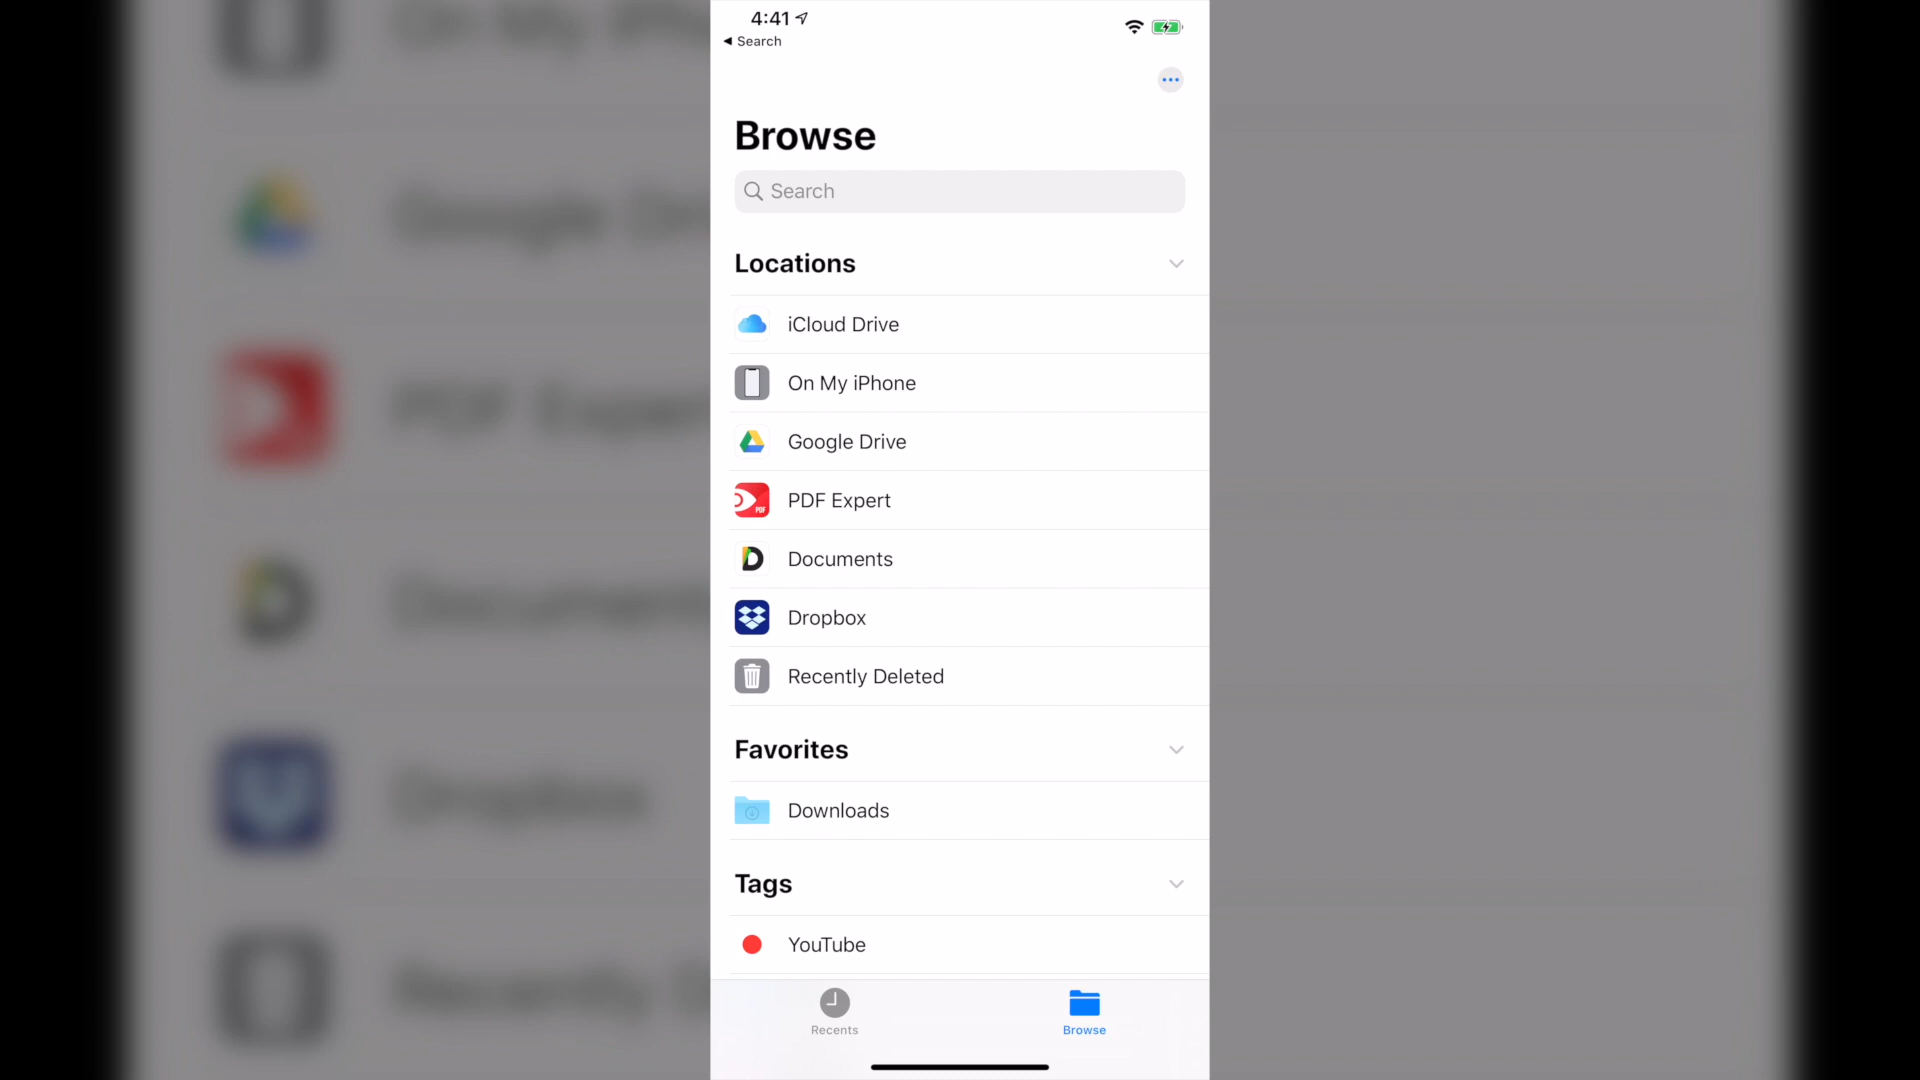 4:41
◀ Search
Browse
Search
Locations
iCloud Drive
On My iPhone
Google Drive
PDF Expert
Documents
Dropbox
Recently Deleted
Favorites
Downloads
Tags
YouTube
Recents
Browse